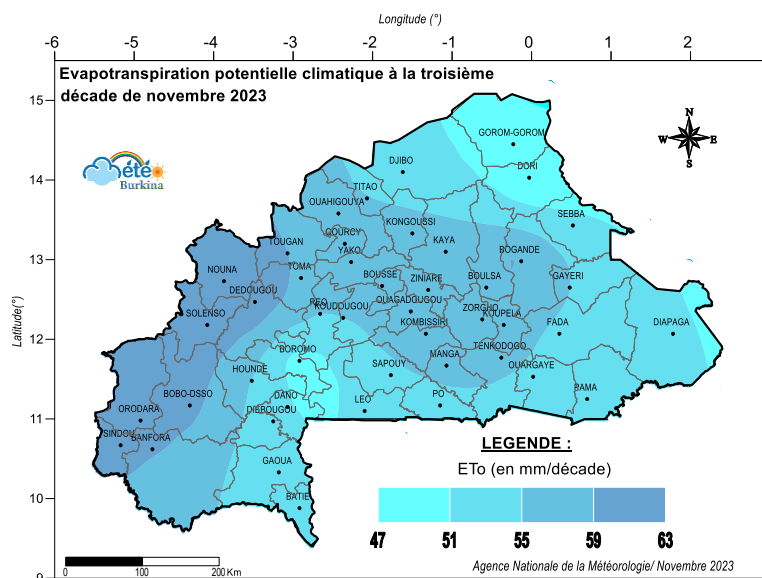 Longitude (°)
-6 -5 -4 -3 -2 -1 0 1 2
Evapotranspiration potentielle climatique à la troisième
décade de novembre 2023
15
14
13
12
11
10
9
Latitude(°)
Météo
Burkina
N
W E
S
GOROM-GOROM
DJIBO
DORI
TITAO
OUAHIGOUYA
SEBBA
KONGOUSSI
GOURCY
TOUGAN
KAYA
YAKO
BOGANDE
NOUNA
TOMA
BOUSSE
ZINIARE
BOULSA
GAYERI
DEDOUGOU
REO
KOUDOUGOU
OUAGADOUGOU
ZORGHO
SOLENSO
KOMBISSIRI
KOUPELA
FADA
DIAPAGA
BOROMO
TENKODOGO
MANGA
HOUNDE
SAPOUY
OUARGAYE
BOBO-DSSO
DANO
LEO
PO
PAMA
ORODARA
DIEBOUGOU
SINDOU
BANFORA
GAOUA
BATIE
LEGENDE :
ETo (en mm/décade)
47 51 55 59 63
0 100 200 Km
Agence Nationale de la Météorologie/ Novembre 2023